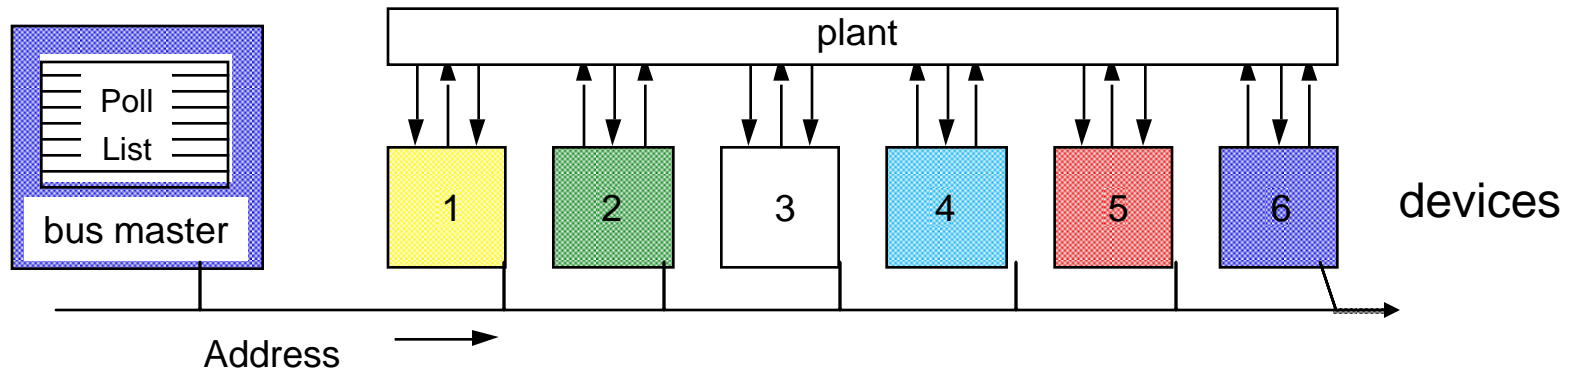 plant
Poll
List
bus master
1
2
3
4
5
6
devices
Address